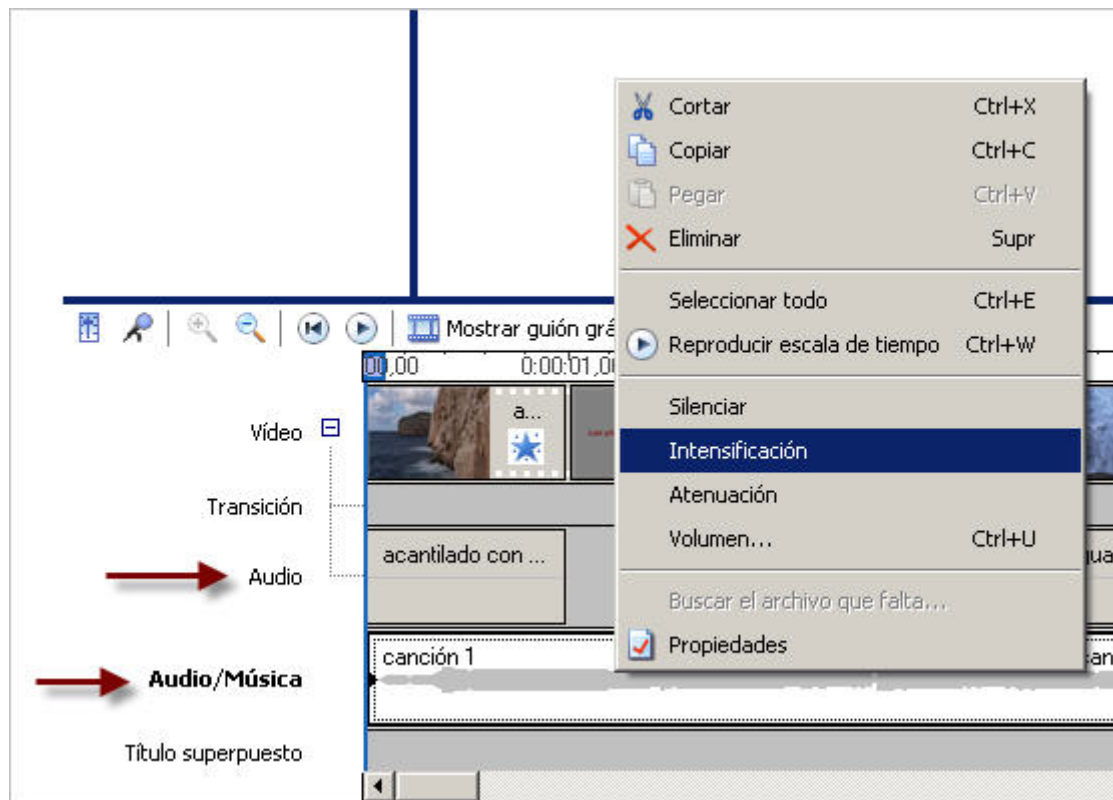 Cortar Ctrl+X
Copiar Ctrl+C
Pegar Ctrl+V
Eliminar Supr
Seleccionar todo Ctrl+E
Reproducir escala de tiempo Ctrl+W
Silenciar
Intensificación
Atenuación
Volumen... Ctrl+U
Buscar el archivo que falta...
Propiedades
Mostrar guión grá
00,00 0:00:01,0
Vídeo
a...
Transición
Audio
acantilado con ...
Audio/Música
canción 1
Título superpuesto